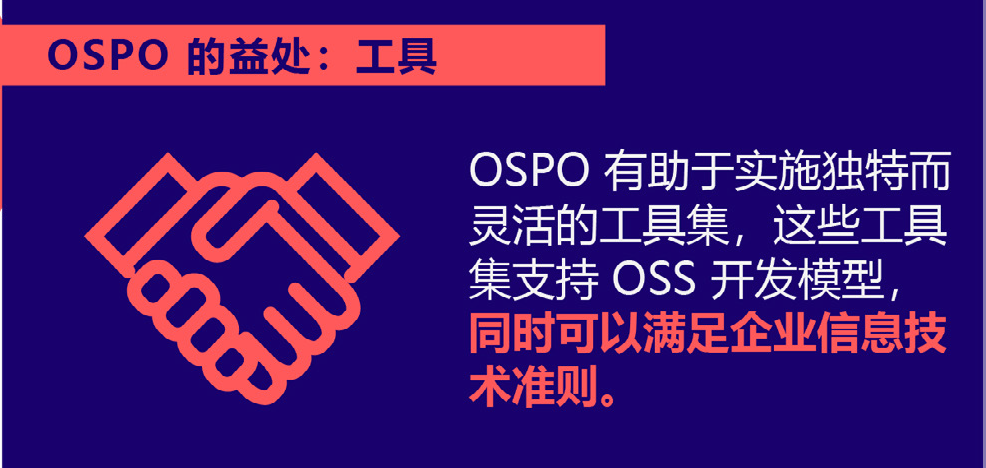 OSPO 的益处：工具
OSPO 有助于实施独特而
灵活的工具集，这些工具
集支持 OSS 开发模型，
同时可以满足企业信息技
术准则。